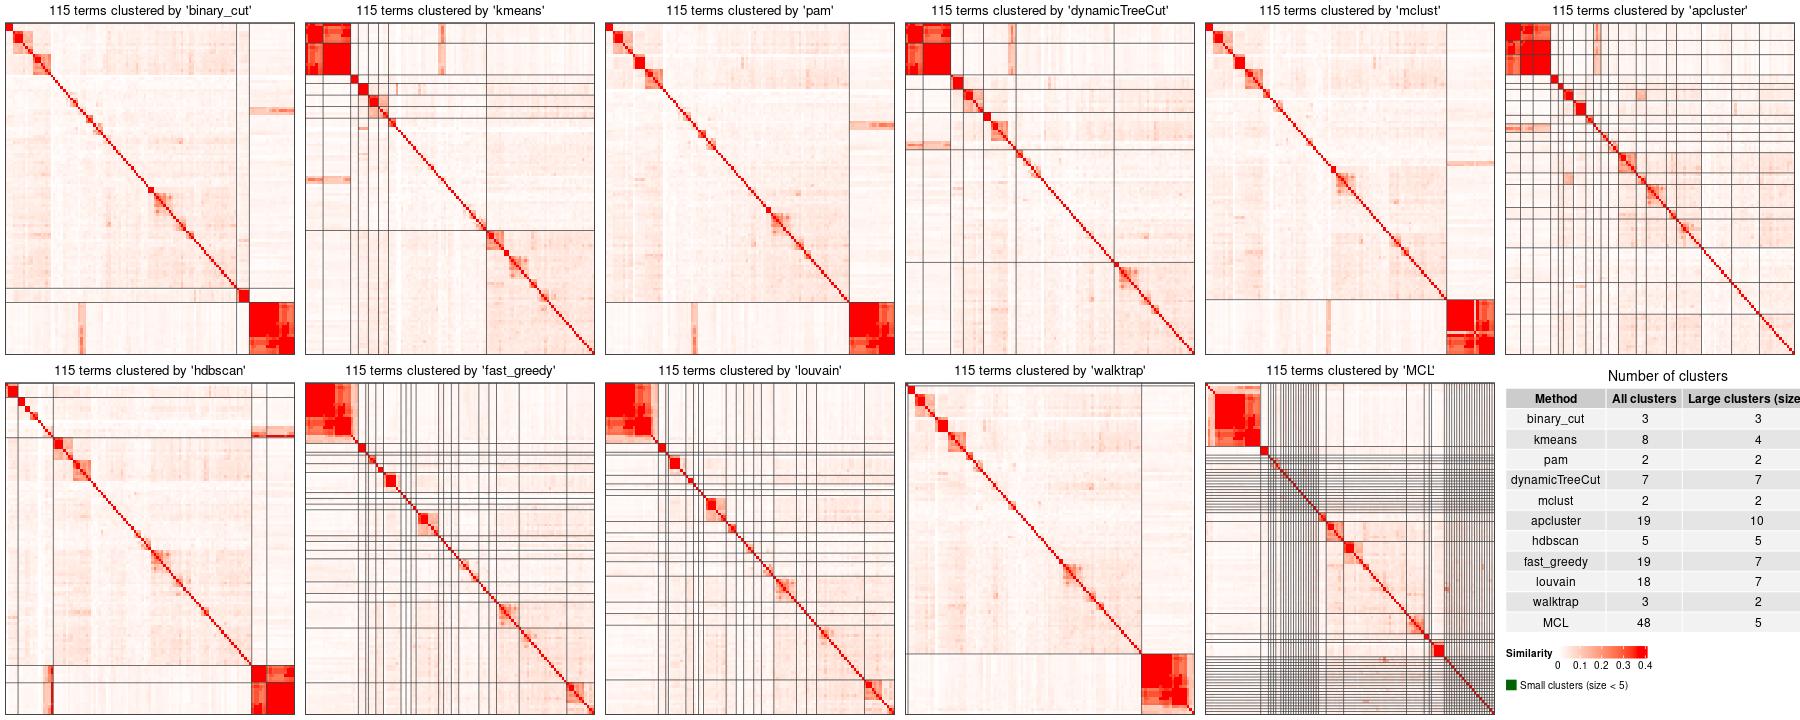 115 terms clustered by 'binary_cut'
115 terms clustered by 'kmeans'
115 terms clustered by 'pam'
115 terms clustered by 'dynamicTreeCut'
115 terms clustered by 'mclust'
115 terms clustered by 'apcluster'
115 terms clustered by 'hdbscan'
115 terms clustered by 'fast_greedy'
115 terms clustered by 'louvain'
115 terms clustered by 'walktrap'
115 terms clustered by 'MCL'
Number of clusters
Method All clusters Large clusters (size
binary_cut 3 3
kmeans 8 4
pam 2 2
dynamicTreeCut 7 7
mclust 2 2
apcluster 19 10
hdbscan 5 5
fast_greedy 19 7
louvain 18 7
walktrap 3 2
MCL 48 5
Similarity
0 0.1 0.2 0.3 0.4
Small clusters (size < 5)